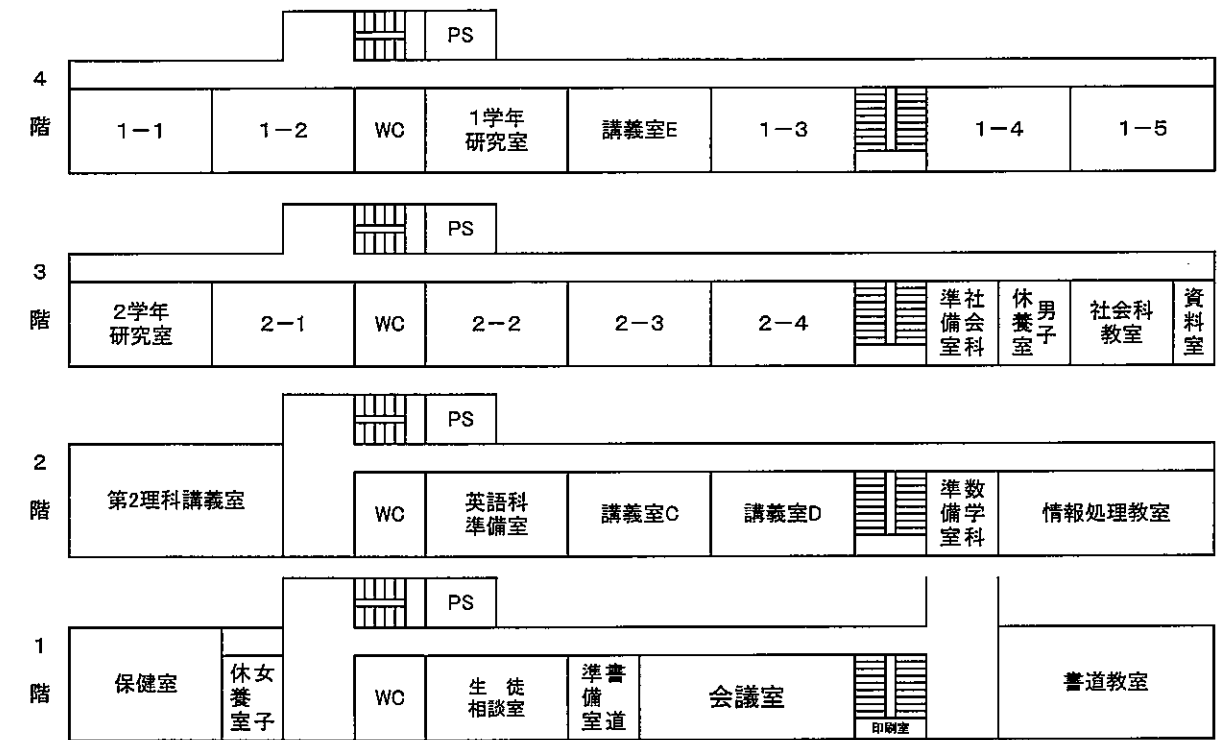 PS
4
階
1-1
1-2
WC
1学年
研究室
講義室E
1-3
1-4
1-5
PS
3
階
2学年
研究室
2-1
WC
2-2
2-3
2-4
社会科
準備室
男子
休養室
社会科
教室
資料室
PS
2
階
第2理科講義室
WC
英語科
準備室
講義室C
講義室D
数学科
準備室
情報処理教室
PS
1
階
保健室
女子
休養室
WC
生徒
相談室
書道
準備室
会議室
印刷室
書道教室